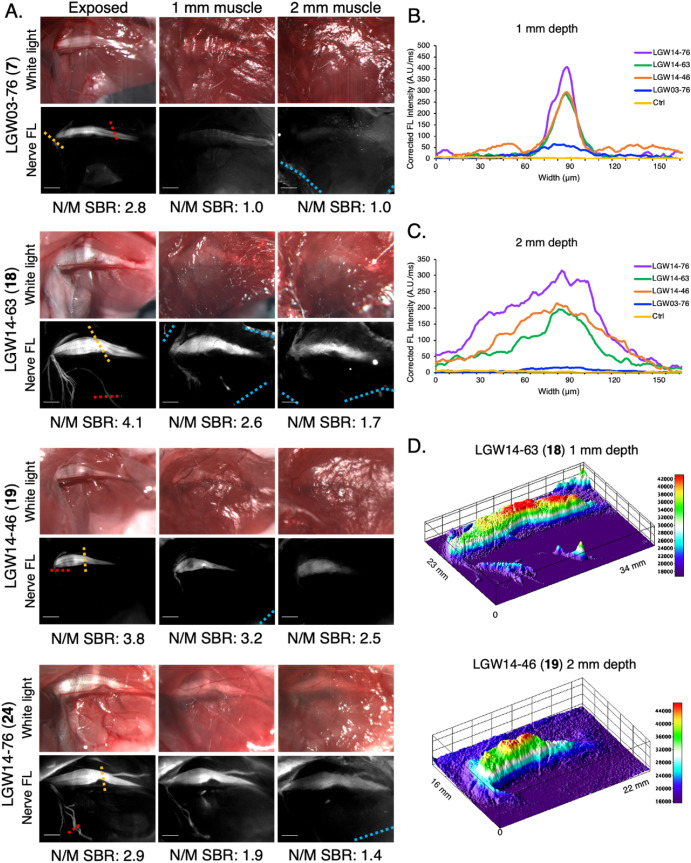 A.
Exposed 1 mm muscle 2 mm muscle
LGW03-76 (7)
White light
Nerve FL
N/M SBR: 2.8 N/M SBR: 1.0 N/M SBR: 1.0
LGW14-63 (18)
White light
Nerve FL
N/M SBR: 4.1 N/M SBR: 2.6 N/M SBR: 1.7
LGW14-46 (19)
White light
Nerve FL
N/M SBR: 3.8 N/M SBR: 3.2 N/M SBR: 2.5
LGW14-76 (24)
White light
Nerve FL
N/M SBR: 2.9 N/M SBR: 1.9 N/M SBR: 1.4
B.
1 mm depth
Corrected FL Intensity (A.U./ms)
500
450
400
350
300
250
200
150
100
50
0
0 30 60 90 120 150
Width (µm)
LGW14-76
LGW14-63
LGW14-46
LGW03-76
Ctrl
C.
2 mm depth
Corrected FL Intensity (A.U./ms)
400
350
300
250
200
150
100
50
0
0 30 60 90 120 150
Width (µm)
LGW14-76
LGW14-63
LGW14-46
LGW03-76
Ctrl
D.
LGW14-63 (18) 1 mm depth
42000
40000
38000
36000
34000
32000
30000
28000
26000
24000
22000
20000
18000
23 mm
34 mm
0
LGW14-46 (19) 2 mm depth
44000
40000
36000
32000
28000
24000
20000
16000
16 mm
22 mm
0